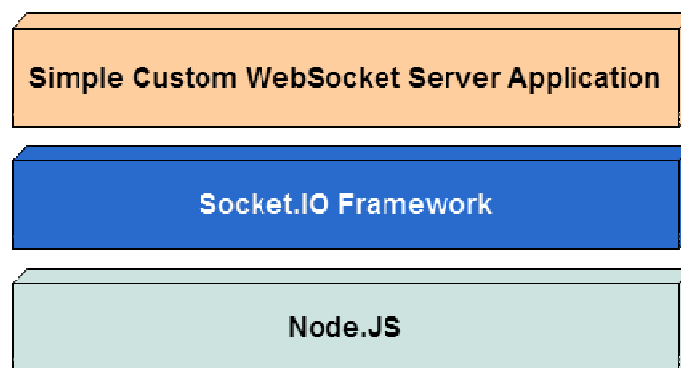 Simple Custom WebSocket Server Application
Socket.IO Framework
Node.JS